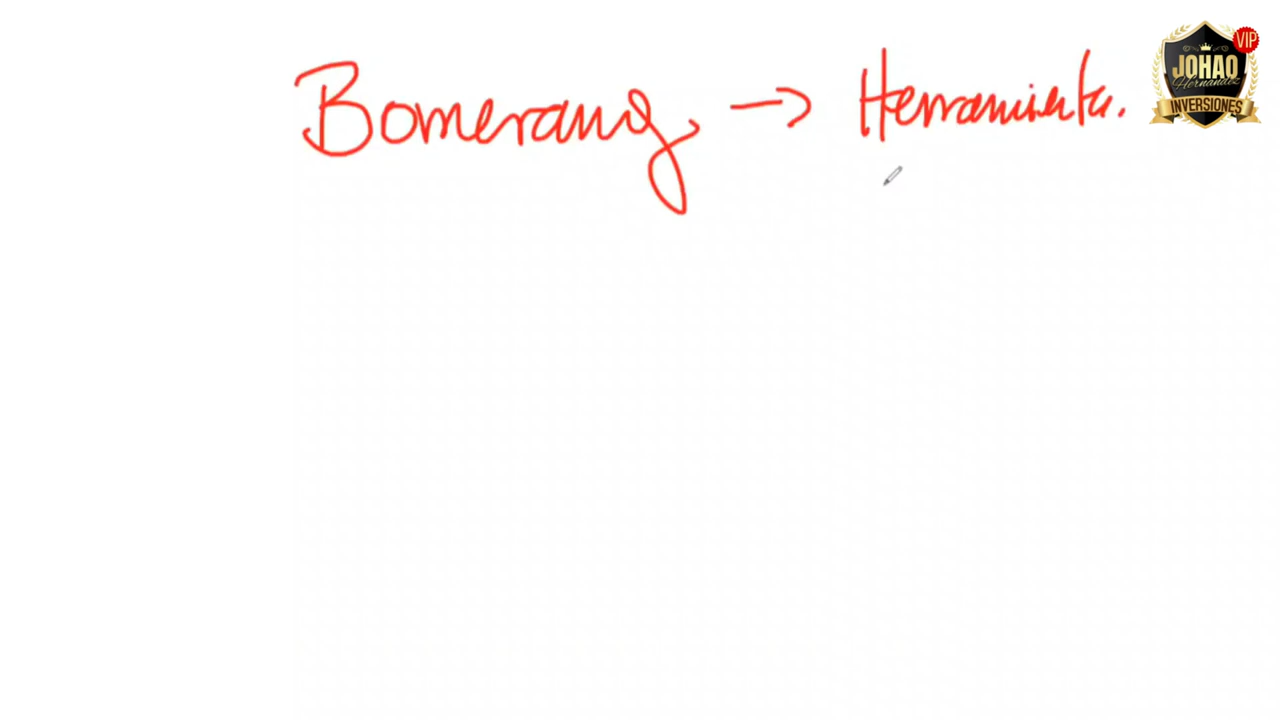 Bomerang → Herramienta.
VIP
JOHAO
Hernandez
INVERSIONES